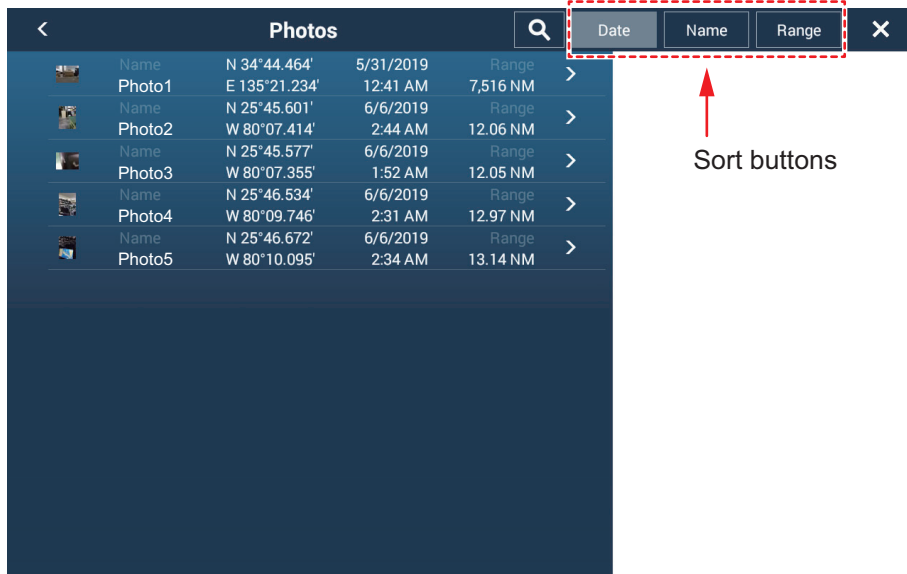 Photos
Date Name Range
Sort buttons
Name N 34°44.464' 5/31/2019 Range
Photo1 E 135°21.234' 12:41 AM 7,516 NM
Name N 25°45.601' 6/6/2019 Range
Photo2 W 80°07.414' 2:44 AM 12.06 NM
Name N 25°45.577' 6/6/2019 Range
Photo3 W 80°07.355' 1:52 AM 12.05 NM
Name N 25°46.534' 6/6/2019 Range
Photo4 W 80°09.746' 2:31 AM 12.97 NM
Name N 25°46.672' 6/6/2019 Range
Photo5 W 80°10.095' 2:34 AM 13.14 NM